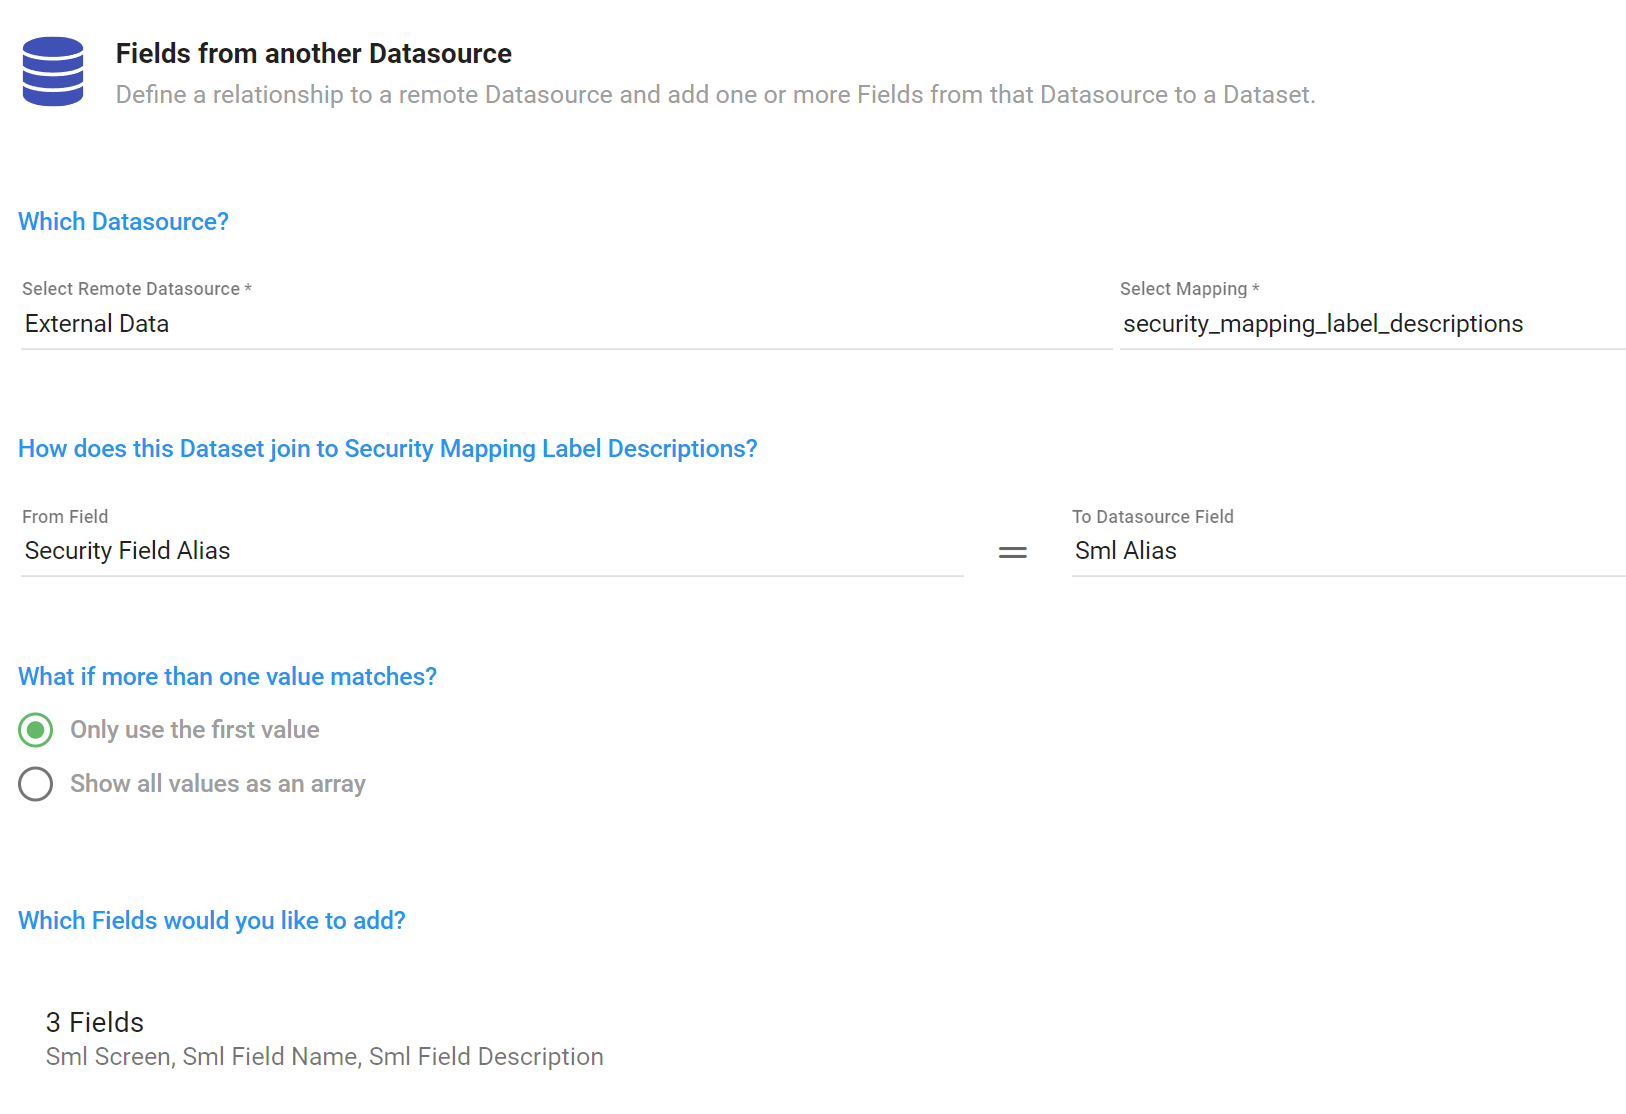 Fields from another Datasource
Define a relationship to a remote Datasource and add one or more Fields from that Datasource to a Dataset.
Which Datasource?
Select Remote Datasource *
Select Mapping *
External Data
security_mapping_label_descriptions
How does this Dataset join to Security Mapping Label Descriptions?
From Field
To Datasource Field
Security Field Alias
=
Sml Alias
What if more than one value matches?
Only use the first value
Show all values as an array
Which Fields would you like to add?
3 Fields
Sml Screen, Sml Field Name, Sml Field Description